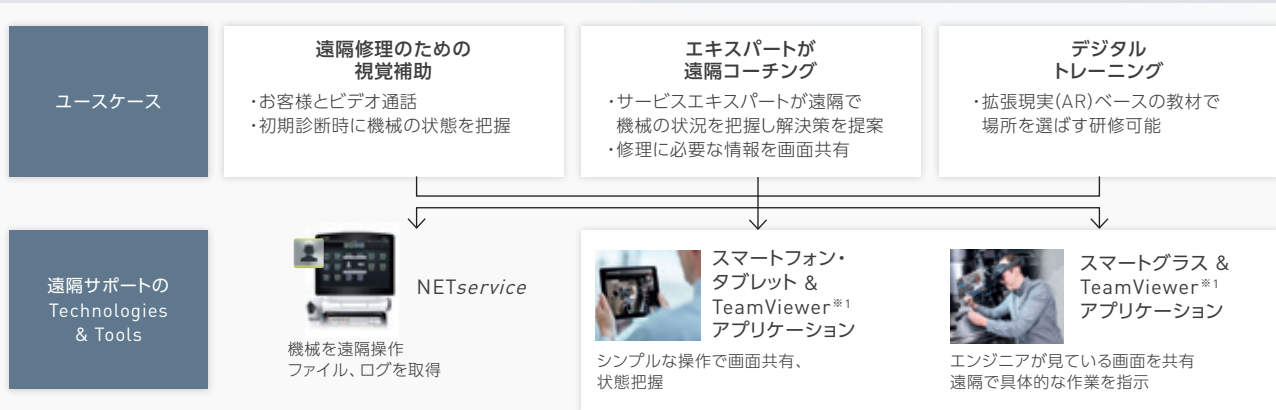 ユースケース
遠隔修理のための
視覚補助
・お客様とビデオ通話
・初期診断時に機械の状態を把握
エキスパートが
遠隔コーチング
・サービスエキスパートが遠隔で
機械の状況を把握し解決策を提案
・修理に必要な情報を画面共有
デジタル
トレーニング
・拡張現実(AR)ベースの教材で
場所を選ばす研修可能
遠隔サポートの
Technologies
& Tools
NETservice
機械を遠隔操作
ファイル、ログを取得
スマートフォン・
タブレット &
TeamViewer※1
アプリケーション
シンプルな操作で画面共有、
状態把握
スマートグラス &
TeamViewer※1
アプリケーション
エンジニアが見ている画面を共有
遠隔で具体的な作業を指示